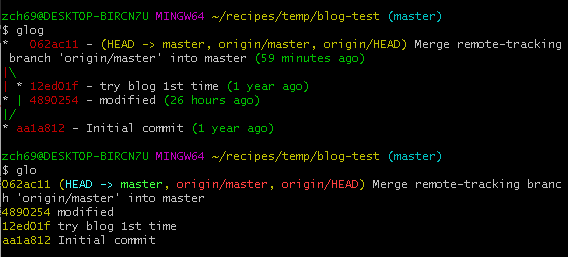 zch69@DESKTOP-BIRCN7U MINGW64 ~/recipes/temp/blog-test (master)
$ glog
*   062ac11 - (HEAD -> master, origin/master, origin/HEAD) Merge remote-tracking
 branch 'origin/master' into master (59 minutes ago)
|\
| * 12ed01f - try blog 1st time (1 year ago)
* | 4890254 - modified (26 hours ago)
|/
* aa1a812 - Initial commit (1 year ago)
zch69@DESKTOP-BIRCN7U MINGW64 ~/recipes/temp/blog-test (master)
$ glo
062ac11 (HEAD -> master, origin/master, origin/HEAD) Merge remote-tracking branc
h 'origin/master' into master
4890254 modified
12ed01f try blog 1st time
aa1a812 Initial commit